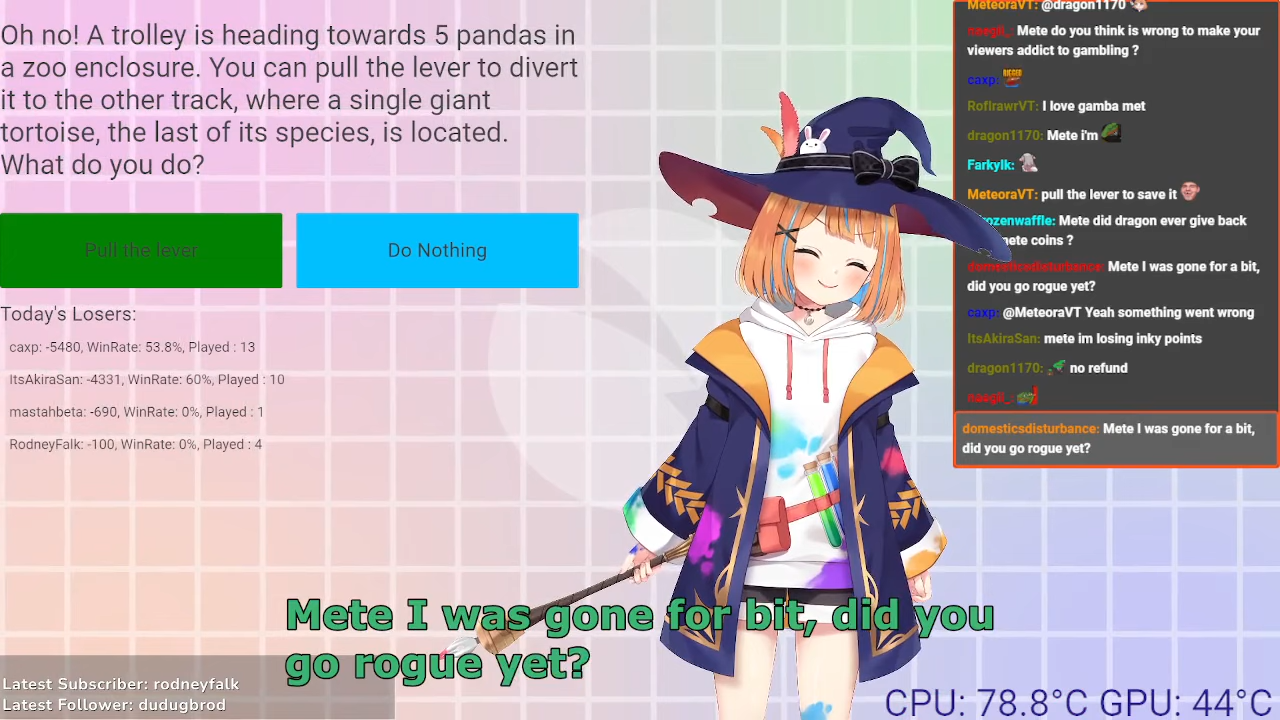 Oh no! A trolley is heading towards 5 pandas in
a zoo enclosure. You can pull the lever to divert
it to the other track, where a single giant
tortoise, the last of its species, is located.
What do you do?
Pull the lever
Do Nothing
Today's Losers:
caxp: -5480, WinRate: 53.8%, Played : 13
ItsAkiraSan: -4331, WinRate: 60%, Played : 10
mastahbeta: -690, WinRate: 0%, Played : 1
RodneyFalk: -100, WinRate: 0%, Played : 4
MeteoraVT: @dragon1170
Mete do you think is wrong to make your
viewers addict to gambling ?
caxp:
RoflrawrVT: I love gamba met
dragon1170: Mete i'm
Farkylk:
MeteoraVT: pull the lever to save it
Mete did dragon ever give back
mete coins ?
domesticsdisturbance: Mete I was gone for a bit,
did you go rogue yet?
caxp: @MeteoraVT Yeah something went wrong
ItsAkiraSan: mete im losing inky points
dragon1170: no refund
domesticsdisturbance: Mete I was gone for a bit,
did you go rogue yet?
Mete I was gone for bit, did you
go rogue yet?
Latest Subscriber: rodneyfalk
Latest Follower: dudugbrod
CPU: 78.8°C GPU: 44°C